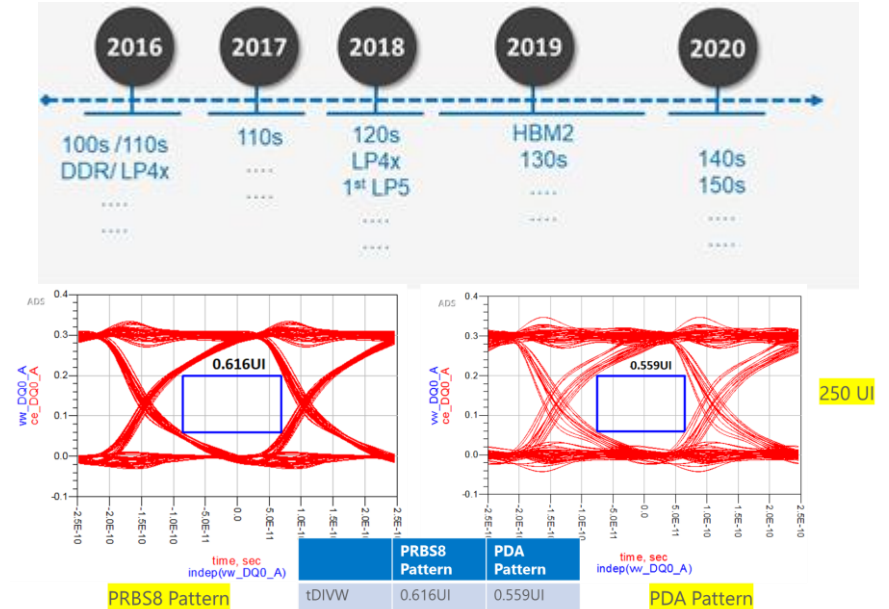 2016
2017
2018
2019
2020
100s /110s
DDR/ LP4x
....
....
110s
....
....
120s
LP4x
1st LP5
....
....
HBM2
130s
....
....
140s
150s
....
....
ADS
0.4
0.3
0.2
0.1
0.0
-0.1
vw_DQ0_A
ce_DQ0_A
0.616UI
-2.5E-10
-2.0E-10
-1.5E-10
-1.0E-10
-5.0E-11
0.0
5.0E-11
1.0E-10
1.5E-10
2.0E-10
2.5E-10
time, sec
indep(vw_DQ0_A)
PRBS8 Pattern
ADS
0.4
0.3
0.2
0.1
0.0
-0.1
vw_DQ0_A
ce_DQ0_A
0.559UI
-2.5E-10
-2.0E-10
-1.5E-10
-1.0E-10
-5.0E-11
0.0
5.0E-11
1.0E-10
1.5E-10
2.0E-10
2.5E-10
time, sec
indep(vw_DQ0_A)
PDA Pattern
250 UI
PRBS8 Pattern PDA Pattern
tDIVW 0.616UI 0.559UI